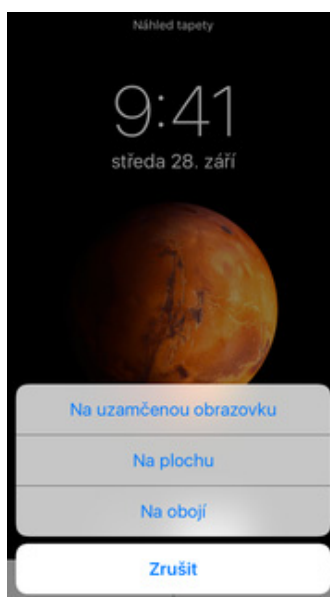 Náhled tapety
9:41
středa 28. září
Na uzamčenou obrazovku
Na plochu
Na obojí
Zrušit